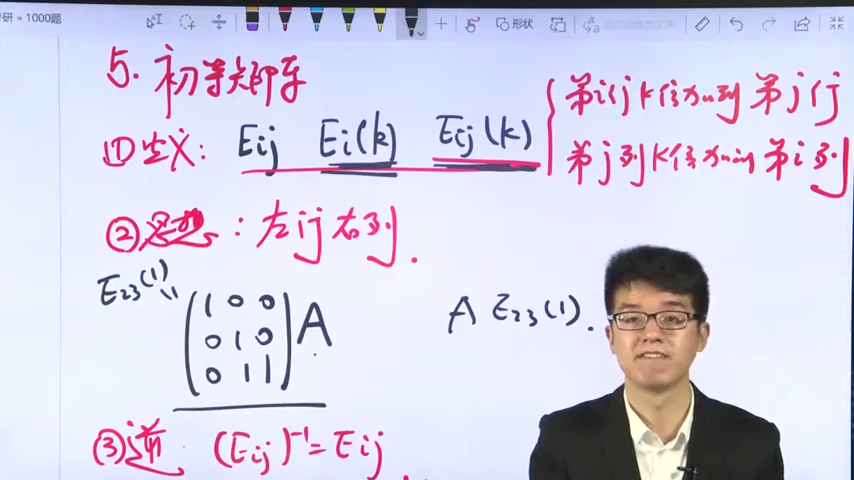 考研 » 1000题
形状
5. 初等矩阵
① 定义: Eij Ei(k) Eij(k)
第i行k倍加到第j行
第j列k倍加到第i列
② : 左行右列.
E₂₃(1)
1 0 0
0 1 0 A
0 1 1
A E₂₃(1).
③ 逆 (Eij)⁻¹ = Eij